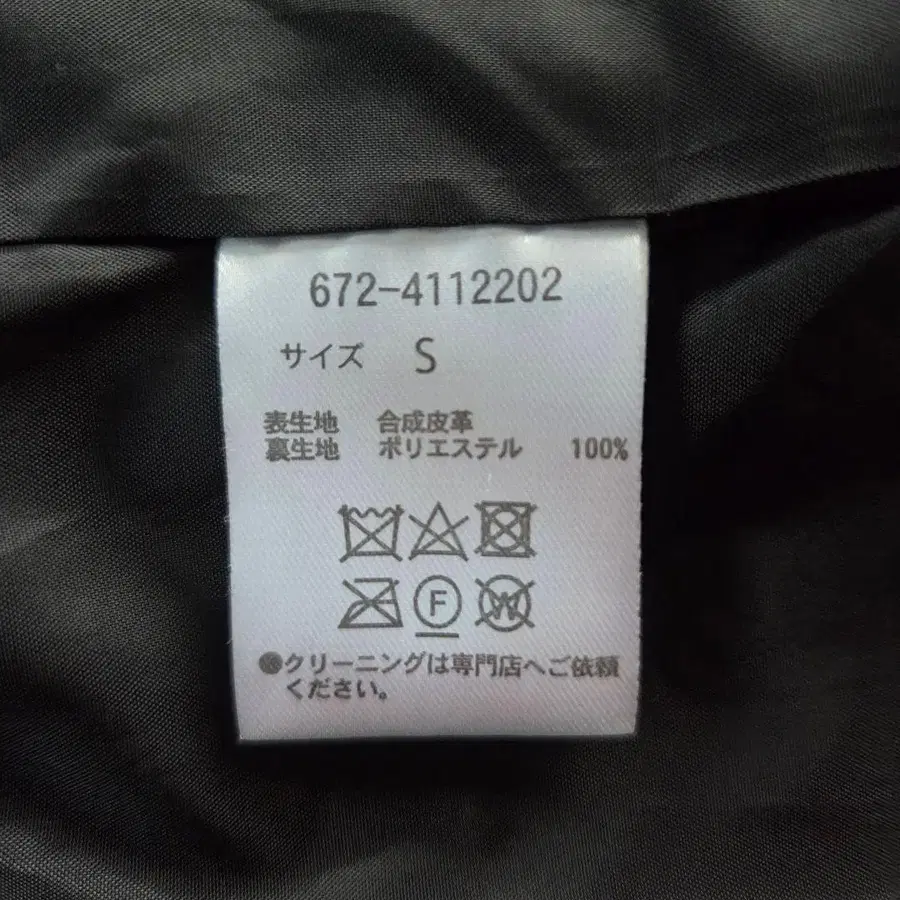 672-4112202
サイズ S
表生地 合成皮革
裏生地 ポリエステル 100%
F
W
●クリーニングは専門店へご依頼
ください。